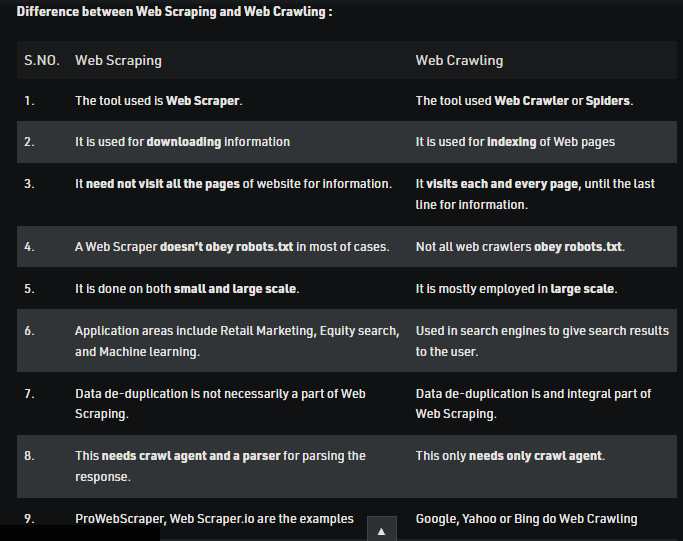 Difference between Web Scraping and Web Crawling :
S.NO. Web Scraping Web Crawling
1. The tool used is Web Scraper. The tool used Web Crawler or Spiders.
2. It is used for downloading information It is used for Indexing of Web pages
3. It need not visit all the pages of website for information. It visits each and every page, until the last
line for information.
4. A Web Scraper doesn't obey robots.txt in most of cases. Not all web crawlers obey robots.txt.
5. It is done on both small and large scale. It is mostly employed in large scale.
6. Application areas include Retail Marketing, Equity search, Used in search engines to give search results
and Machine learning. to the user.
7. Data de-duplication is not necessarily a part of Web Data de-duplication is and integral part of
Scraping. Web Scraping.
8. This needs crawl agent and a parser for parsing the This only needs only crawl agent.
response.
9. ProWebScraper, Web Scraper.io are the examples Google, Yahoo or Bing do Web Crawling